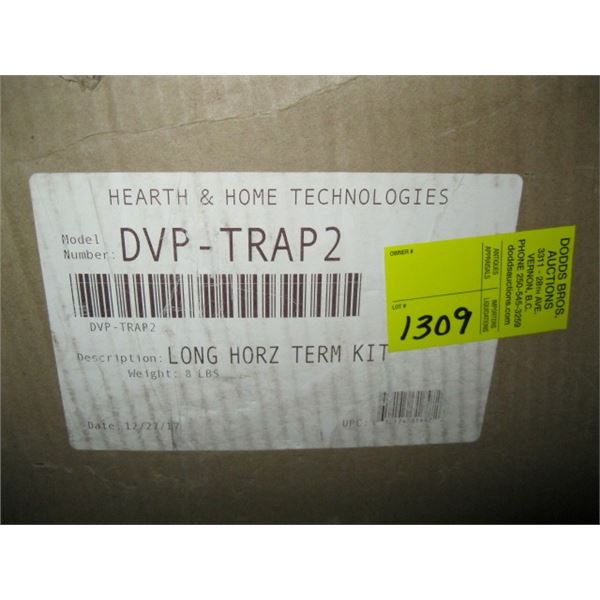 HEARTH & HOME TECHNOLOGIES
Model
Number: DVP-TRAP2
DVP-TRAP2
Description: LONG HORZ TERM KIT
Weight: 8 LBS
Date: 12/27/17
UPC:
OWNER #
LOT #
1309
ANTIQUES
APPRAISALS
IMPORTERS
LIQUIDATIONS
DODDS BROS.
AUCTIONS
3311 - 28TH AVE.
VERNON, B.C.
PHONE 250-545-3259
doddsauctions.com